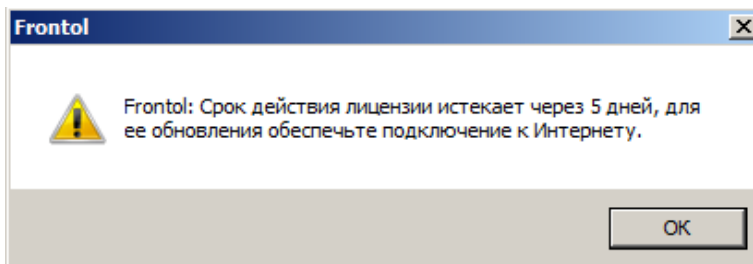 Frontol
Frontol: Срок действия лицензии истекает через 5 дней, для
ее обновления обеспечьте подключение к Интернету.
OK